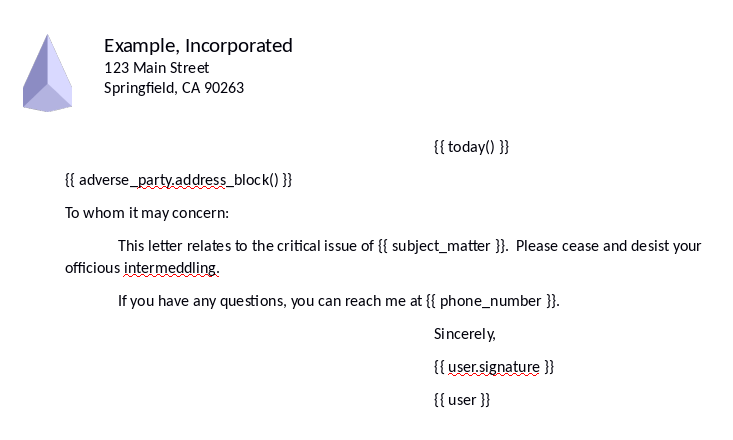 Example, Incorporated
123 Main Street
Springfield, CA 90263
{{ today() }}
{{ adverse_party.address_block() }}
To whom it may concern:
This letter relates to the critical issue of {{ subject_matter }}.  Please cease and desist your
officious intermeddling.
If you have any questions, you can reach me at {{ phone_number }}.
Sincerely,
{{ user.signature }}
{{ user }}